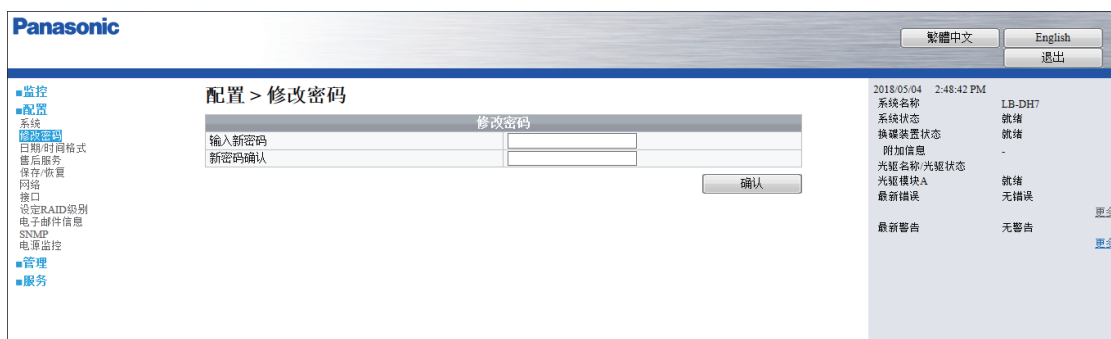 Panasonic
繁體中文
English
退出
■监控
■配置
系统
修改密码
日期/时间格式
售后服务
保存/恢复
网络
接口
设定RAID级别
电子邮件信息
SNMP
电源监控
■管理
■服务
配置 > 修改密码
修改密码
输入新密码
新密码确认
确认
2018/05/04 2:48:42 PM
系统名称 LB-DH7
系统状态 就绪
换碟装置状态 就绪
附加信息 -
光驱名称/光驱状态
光驱模块A 就绪
最新错误 无错误
更多
最新警告 无警告
更多